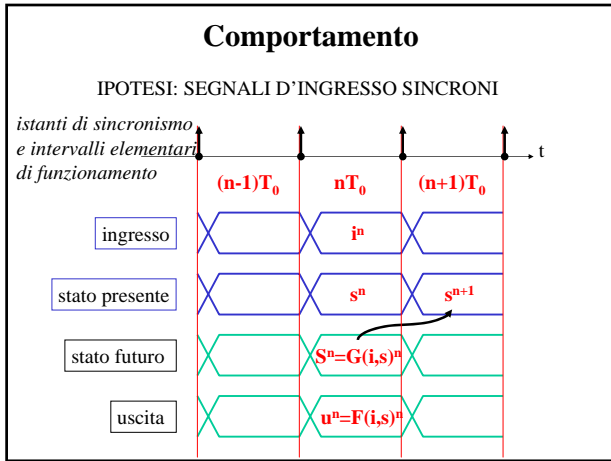 Comportamento
IPOTESI: SEGNALI D'INGRESSO SINCRONI
istanti di sincronismo
e intervalli elementari
di funzionamento
t
(n-1)T₀ nT₀ (n+1)T₀
ingresso iⁿ
stato presente sⁿ sⁿ⁺¹
stato futuro Sⁿ=G(i,s)ⁿ
uscita uⁿ=F(i,s)ⁿ